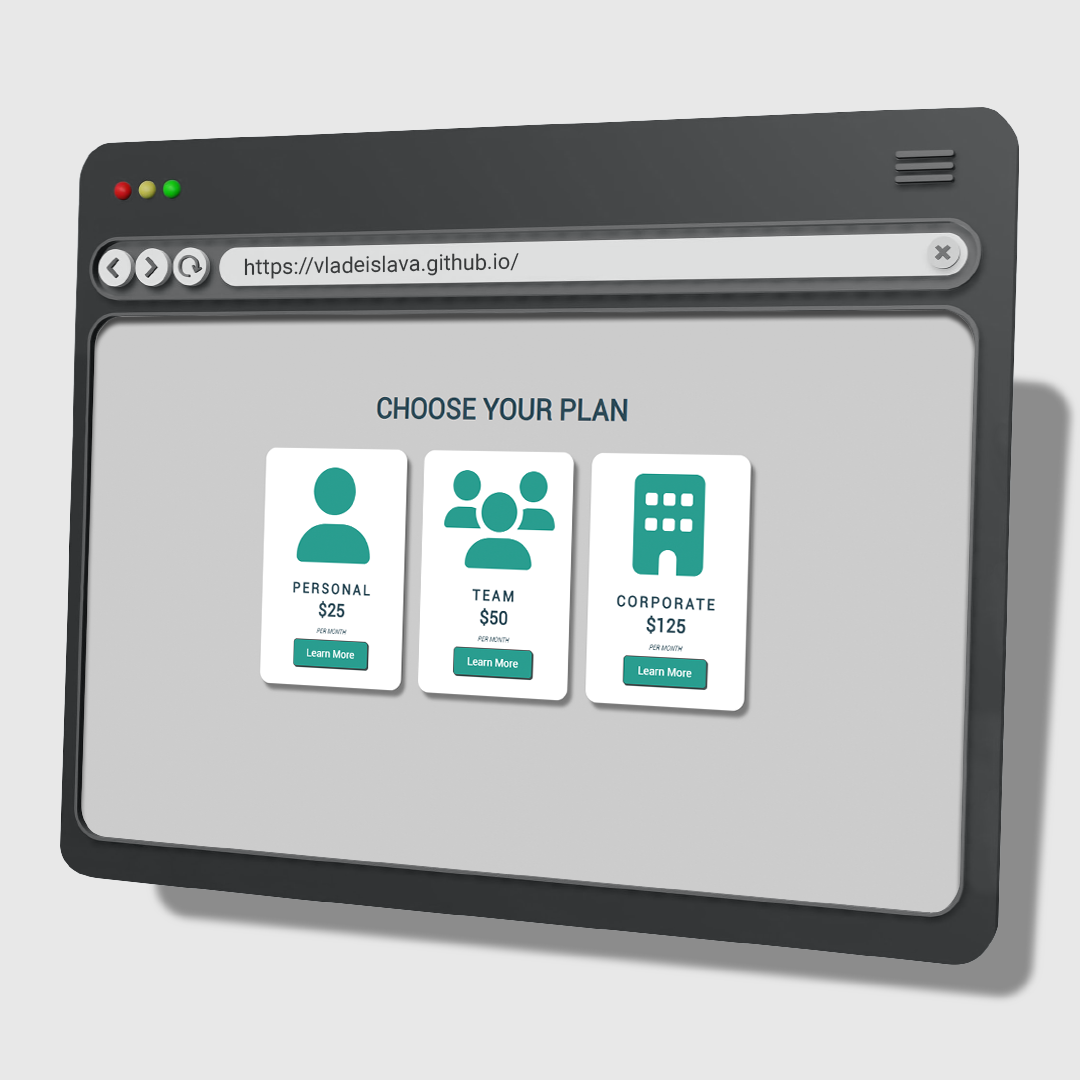 https://vladeislava.github.io/
CHOOSE YOUR PLAN
PERSONAL
$25
PER MONTH
Learn More
TEAM
$50
PER MONTH
Learn More
CORPORATE
$125
PER MONTH
Learn More